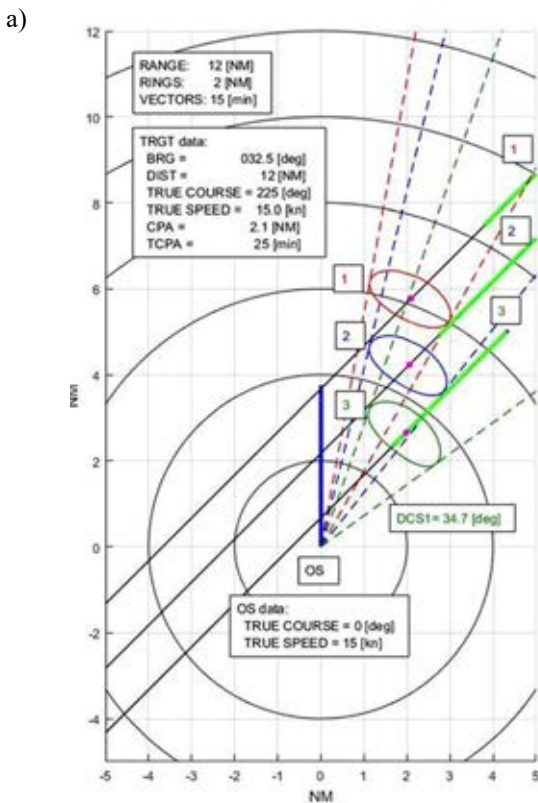 a)
RANGE: 12 [NM]
RINGS: 2 [NM]
VECTORS: 15 [min]
TRGT data:
BRG = 032.5 [deg]
DIST = 12 [NM]
TRUE COURSE = 225 [deg]
TRUE SPEED = 15.0 [kn]
CPA = 2.1 [NM]
TCPA = 25 [min]
1
2
3
1
2
3
DCS1= 34.7 [deg]
OS
OS data:
TRUE COURSE = 0 [deg]
TRUE SPEED = 15 [kn]
12
10
8
6
4
2
0
-2
-4
NM
-5 -4 -3 -2 -1 0 1 2 3 4 5
NM